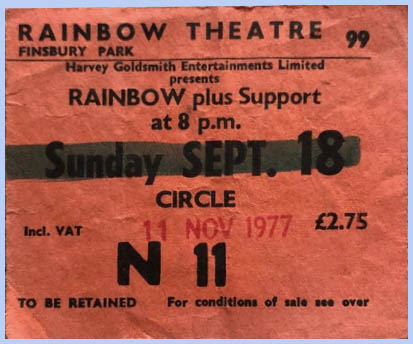 RAINBOW THEATRE
FINSBURY PARK
99
Harvey Goldsmith Entertainments Limited
presents
RAINBOW plus Support
at 8 p.m.
Sunday SEPT. 18
CIRCLE
Incl. VAT 11 NOV 1977 £2.75
N 11
TO BE RETAINED For conditions of sale see over